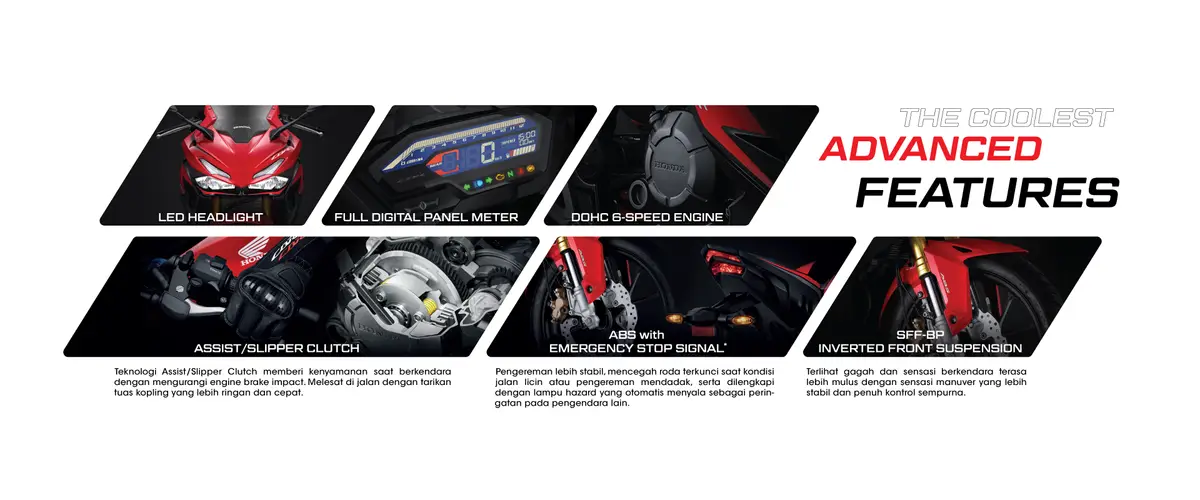 THE COOLEST
ADVANCED
FEATURES
LED HEADLIGHT
FULL DIGITAL PANEL METER
DOHC 6-SPEED ENGINE
HONDA
ASSIST/SLIPPER CLUTCH
ABS with
EMERGENCY STOP SIGNAL*
SFF-BP
INVERTED FRONT SUSPENSION
Teknologi Assist/Slipper Clutch memberi kenyamanan saat berkendara
dengan mengurangi engine brake impact. Melesat di jalan dengan tarikan
tuas kopling yang lebih ringan dan cepat.
Pengereman lebih stabil, mencegah roda terkunci saat kondisi
jalan licin atau pengereman mendadak, serta dilengkapi
dengan lampu hazard yang otomatis menyala sebagai perin-
gatan pada pengendara lain.
Terlihat gagah dan sensasi berkendara terasa
lebih mulus dengan sensasi manuver yang lebih
stabil dan penuh kontrol sempurna.